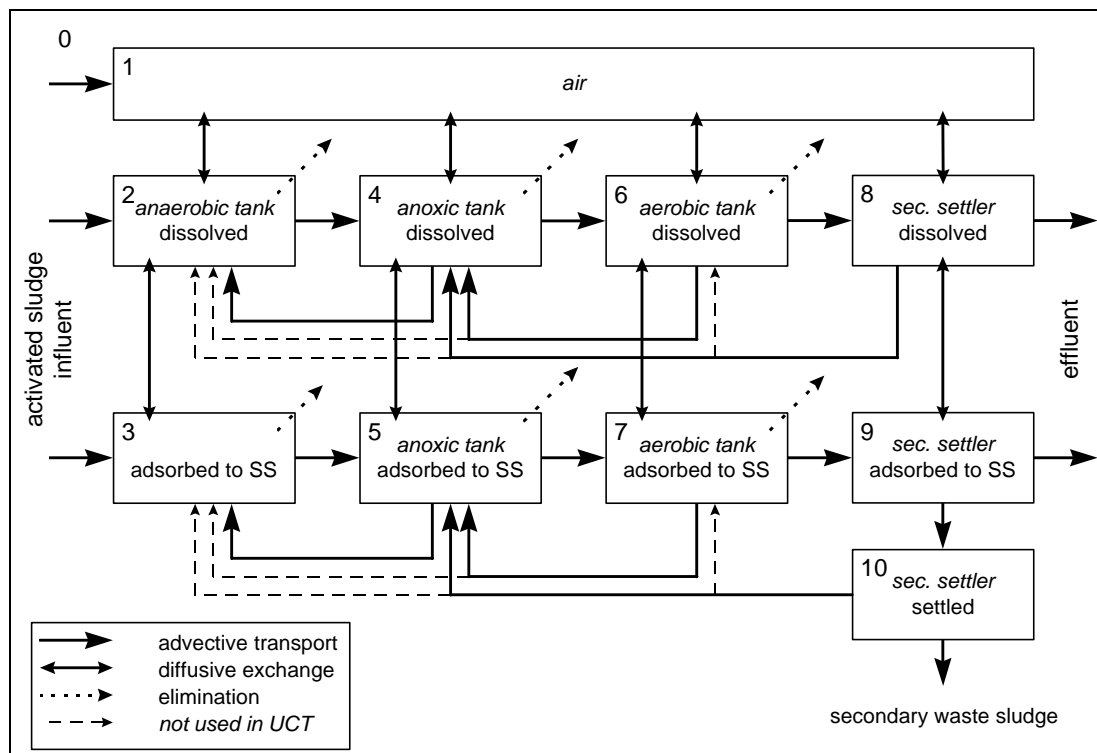 0
1
air
2
anaerobic tank
dissolved
4
anoxic tank
dissolved
6
aerobic tank
dissolved
8
sec. settler
dissolved
activated sludge
influent
effluent
3
adsorbed to SS
5
anoxic tank
adsorbed to SS
7
aerobic tank
adsorbed to SS
9
sec. settler
adsorbed to SS
10
sec. settler
settled
advective transport
diffusive exchange
elimination
not used in UCT
secondary waste sludge